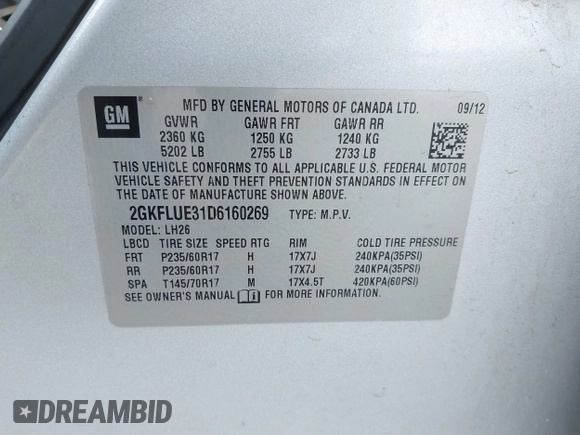 GM
MFD BY GENERAL MOTORS OF CANADA LTD. 09/12
GVWR GAWR FRT GAWR RR
2360 KG 1250 KG 1240 KG
5202 LB 2755 LB 2733 LB
THIS VEHICLE CONFORMS TO ALL APPLICABLE U.S. FEDERAL MOTOR
VEHICLE SAFETY AND THEFT PREVENTION STANDARDS IN EFFECT ON
THE DATE OF MANUFACTURE SHOWN ABOVE.
2GKFLUE31D6160269 TYPE: M.P.V.
MODEL: LH26
LBCD TIRE SIZE SPEED RTG RIM COLD TIRE PRESSURE
FRT P235/60R17 H 17X7J 240KPA(35PSI)
RR P235/60R17 H 17X7J 240KPA(35PSI)
SPA T145/70R17 M 17X4.5T 420KPA(60PSI)
SEE OWNER'S MANUAL FOR MORE INFORMATION.
DREAMBID